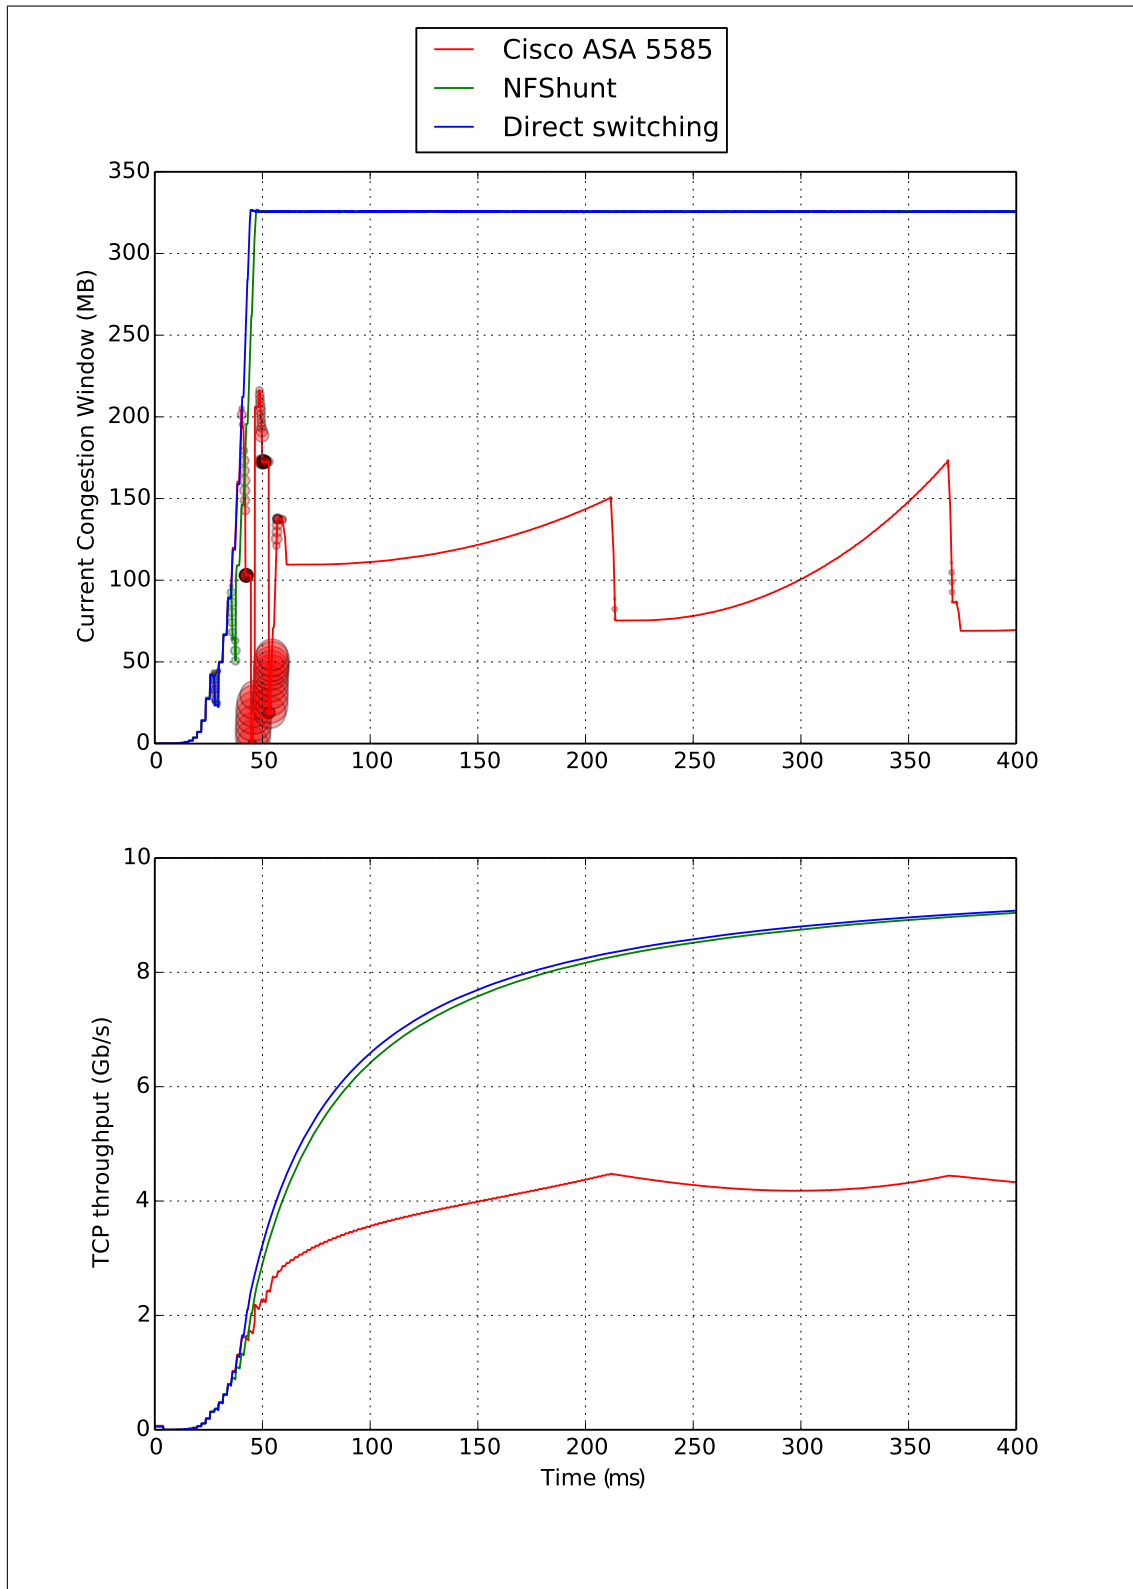 Cisco ASA 5585
NFShunt
Direct switching
350
300
250
200
150
100
50
0
Current Congestion Window (MB)
0 50 100 150 200 250 300 350 400
10
8
6
4
2
0
TCP throughput (Gb/s)
0 50 100 150 200 250 300 350 400
Time (ms)